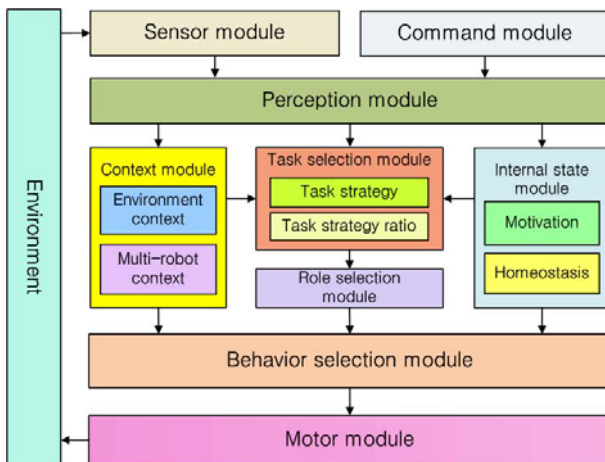 Environment
Sensor module
Command module
Perception module
Context module
Environment
context
Multi-robot
context
Task selection module
Task strategy
Task strategy ratio
Role selection
module
Internal state
module
Motivation
Homeostasis
Behavior selection module
Motor module